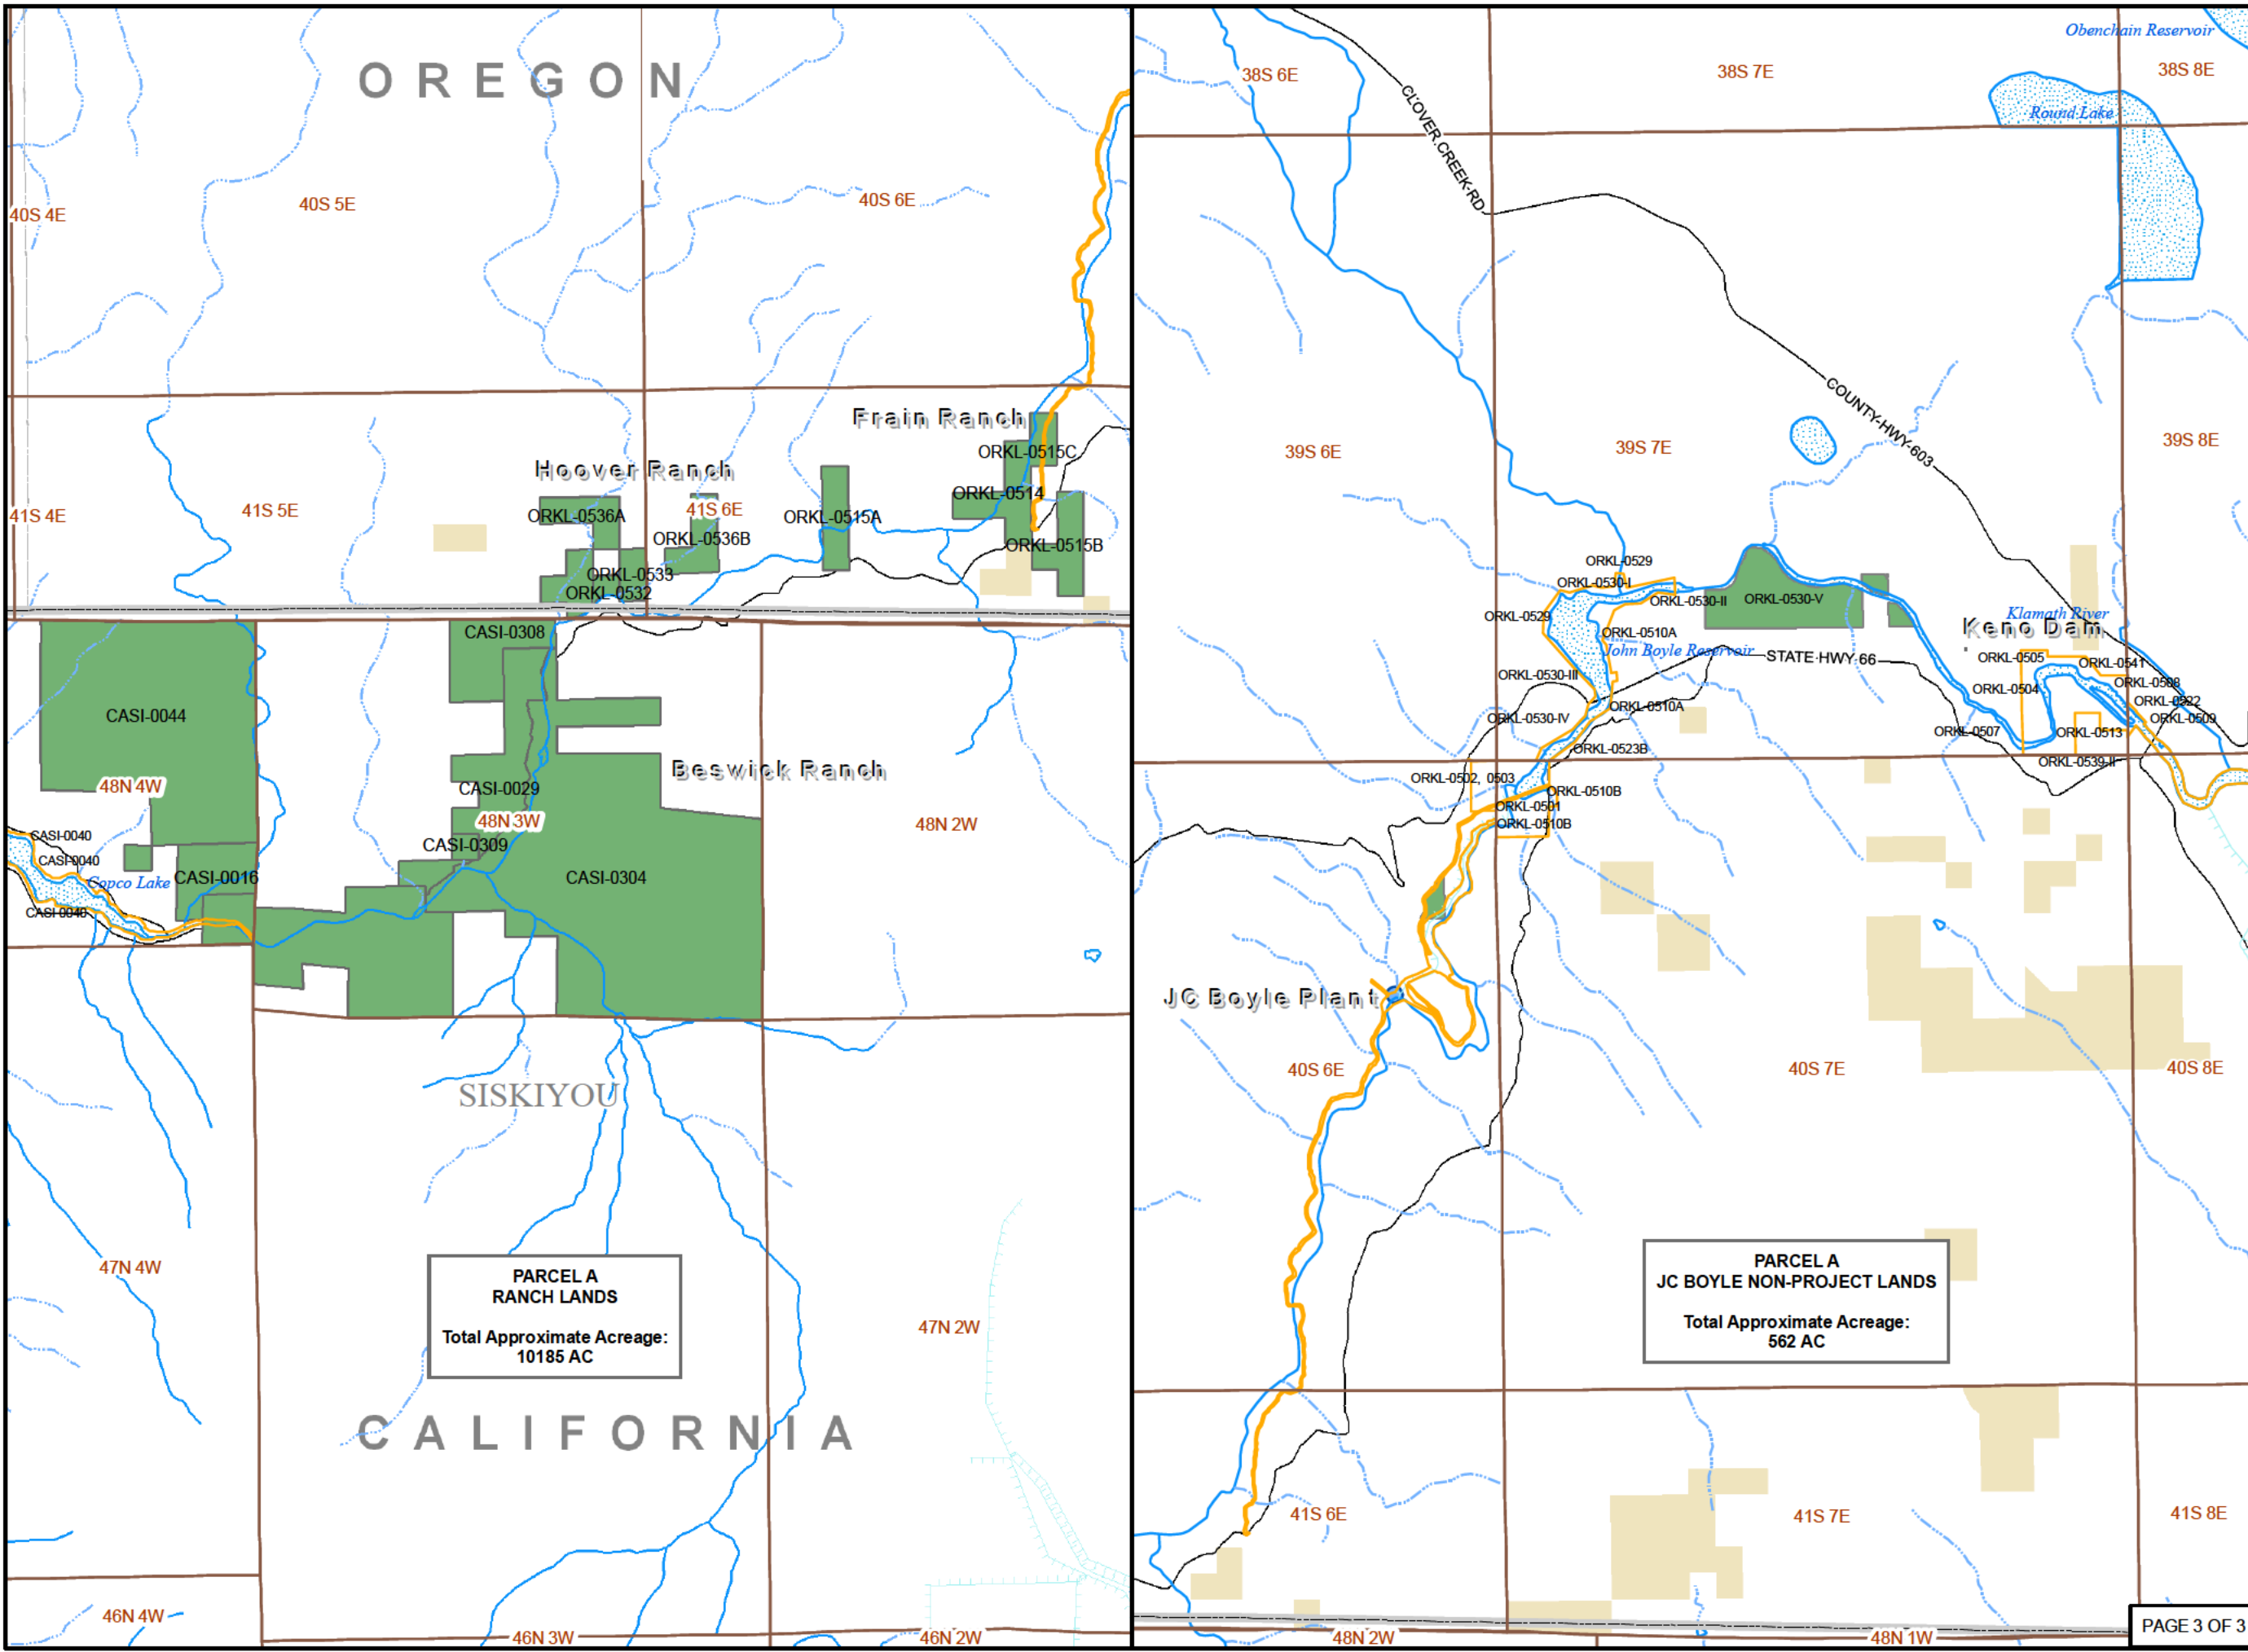 OREGON
40S 4E
40S 5E
40S 6E
Frain Ranch
ORKL-0515C
Hoover Ranch
ORKL-0514
41S 4E
41S 5E
ORKL-0536A
41S 6E
ORKL-0515A
ORKL-0536B
ORKL-0515B
ORKL-0533
ORKL-0532
CASI-0308
CASI-0044
Beswick Ranch
48N 4W
CASI-0029
48N 3W
48N 2W
CASI-0040
CASI-0309
CASI-0040
Copco Lake
CASI-0016
CASI-0304
CASI-0040
SISKIYOU
47N 4W
PARCEL A
RANCH LANDS
Total Approximate Acreage:
10185 AC
47N 2W
CALIFORNIA
46N 4W
46N 3W
46N 2W
Obenchain Reservoir
38S 6E
38S 7E
38S 8E
CLOVER CREEK RD
Round Lake
COUNTY HWY 603
39S 6E
39S 7E
39S 8E
ORKL-0529
ORKL-0530-I
ORKL-0530-II
ORKL-0530-V
ORKL-0529
Klamath River
Keno Dam
ORKL-0510A
John Boyle Reservoir
STATE HWY 66
ORKL-0505
ORKL-0541
ORKL-0530-III
ORKL-0504
ORKL-0508
ORKL-0522
ORKL-0510A
ORKL-0530-IV
ORKL-0509
ORKL-0507
ORKL-0513
ORKL-0523B
ORKL-0539-II
ORKL-0502, 0503
ORKL-0510B
ORKL-0501
ORKL-0510B
JC Boyle Plant
40S 6E
40S 7E
40S 8E
PARCEL A
JC BOYLE NON-PROJECT LANDS
Total Approximate Acreage:
562 AC
41S 6E
41S 7E
41S 8E
48N 2W
48N 1W
PAGE 3 OF 3